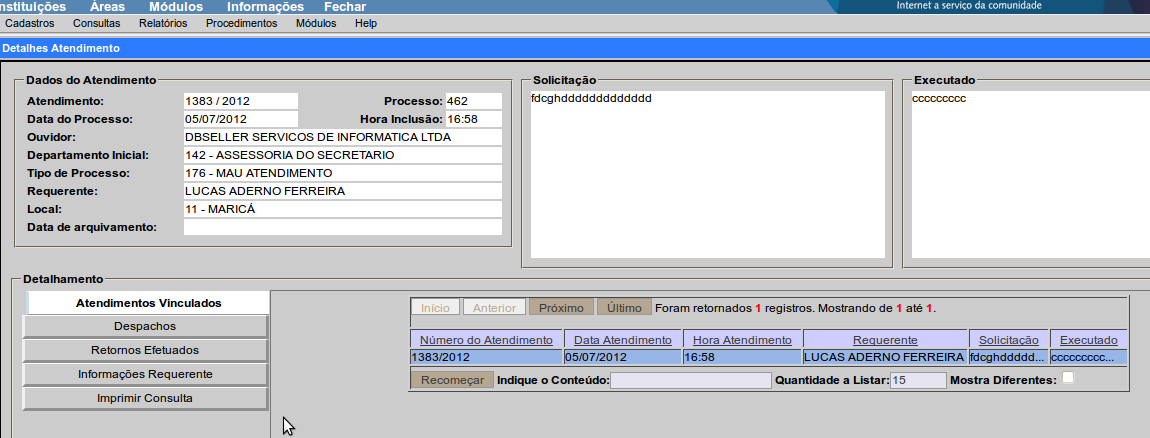 nstituições Áreas Módulos Informações Fechar
Internet a serviço da comunidade
Cadastros Consultas Relatórios Procedimentos Módulos Help
Detalhes Atendimento
Dados do Atendimento
Atendimento: 1383 / 2012 Processo: 462
Data do Processo: 05/07/2012 Hora Inclusão: 16:58
Ouvidor: DBSELLER SERVICOS DE INFORMATICA LTDA
Departamento Inicial: 142 - ASSESSORIA DO SECRETARIO
Tipo de Processo: 176 - MAU ATENDIMENTO
Requerente: LUCAS ADERNO FERREIRA
Local: 11 - MARICÁ
Data de arquivamento:
Solicitação
fdcghddddddddddddd
Executado
ccccccccc
Detalhamento
Atendimentos Vinculados
Despachos
Retornos Efetuados
Informações Requerente
Imprimir Consulta
Início Anterior Próximo Último Foram retornados 1 registros. Mostrando de 1 até 1.
Número do Atendimento Data Atendimento Hora Atendimento Requerente Solicitação Executado
1383/2012 05/07/2012 16:58 LUCAS ADERNO FERREIRA fdcghddddd... ccccccccc...
Recomeçar Indique o Conteúdo: Quantidade a Listar: 15 Mostra Diferentes: